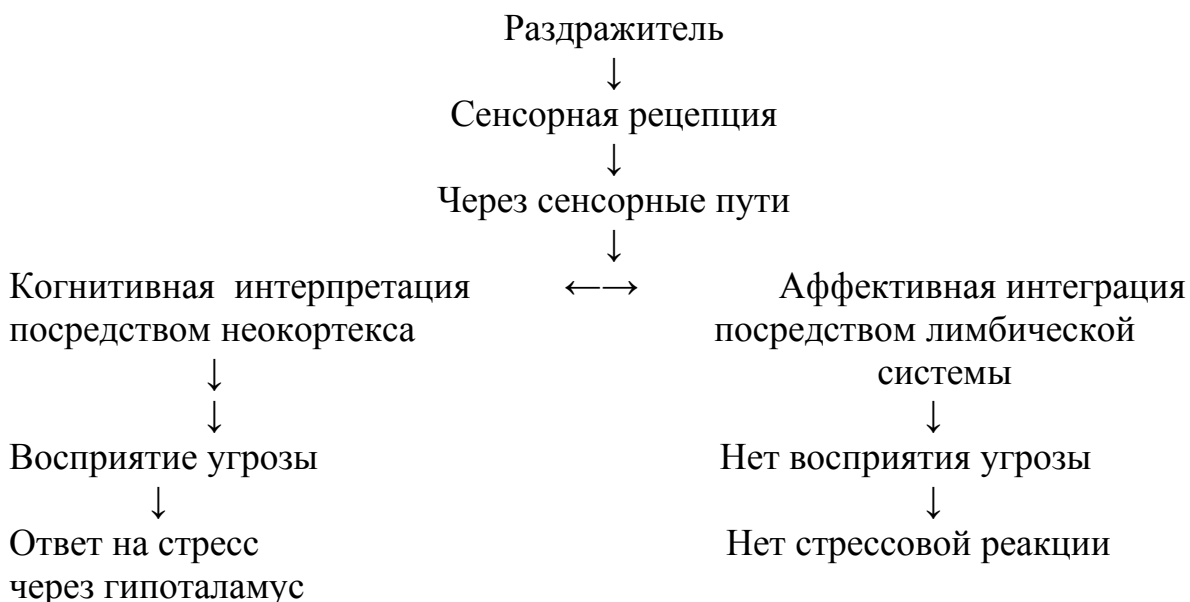 Раздражитель
↓
Сенсорная рецепция
↓
Через сенсорные пути
↓
Когнитивная интерпретация ←→ Аффективная интеграция
посредством неокортекса посредством лимбической
↓ системы
↓ ↓
Восприятие угрозы Нет восприятия угрозы
↓ ↓
Ответ на стресс Нет стрессовой реакции
через гипоталамус